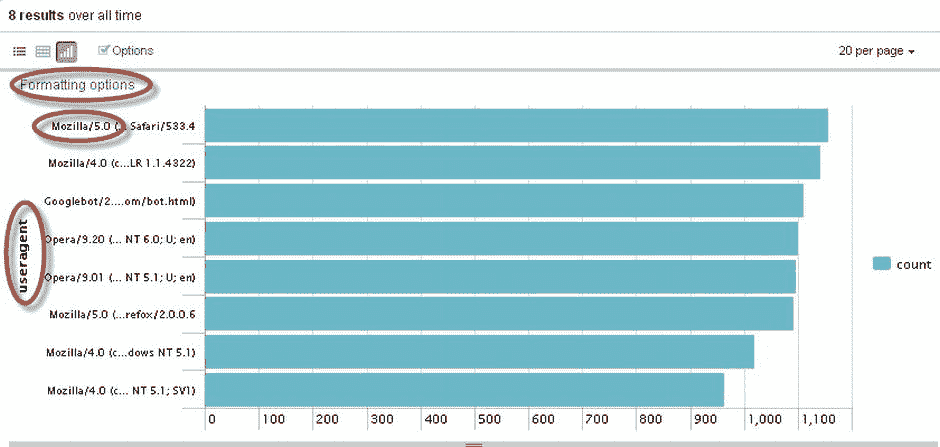 8 results over all time
Options
20 per page
Formatting options
Mozilla/5.0 (... Safari/533.4
Mozilla/4.0 (c...LR 1.1.4322)
Googlebot/2....om/bot.html)
Opera/9.20 (... NT 6.0; U; en)
Opera/9.01 (... NT 5.1; U; en)
Mozilla/5.0 (...refox/2.0.0.6
Mozilla/4.0 (c...dows NT 5.1)
Mozilla/4.0 (c... NT 5.1; SV1)
useragent
count
0 100 200 300 400 500 600 700 800 900 1,000 1,100